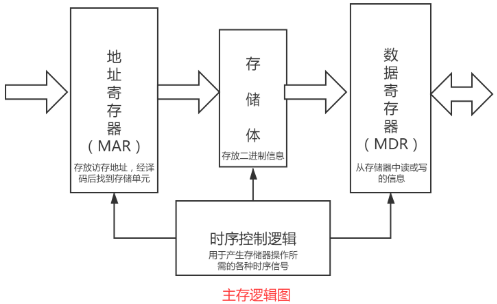 地
址
寄
存
器
（MAR）
存放访存地址，经译
码后找到存储单元
存
储
体
存放二进制信息
数
据
寄
存
器
（MDR）
从存储器中读或写
的信息
时序控制逻辑
用于产生存储器操作所
需的各种时序信号
主存逻辑图